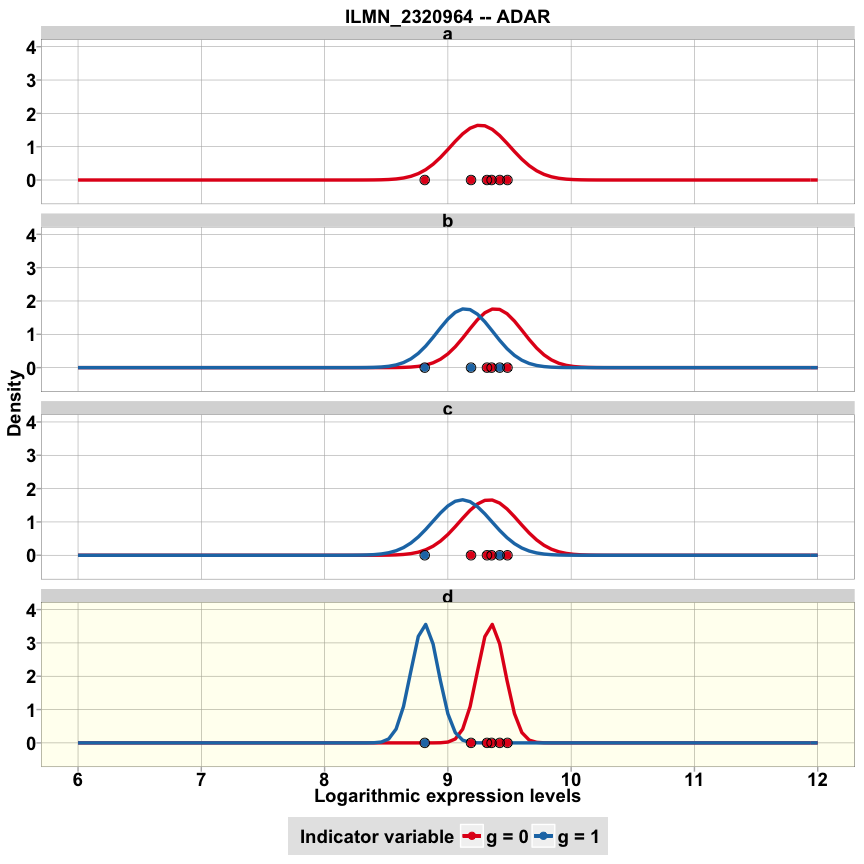 ILMN_2320964 -- ADAR
a
4
3
2
1
0
b
4
3
2
1
0
c
4
3
2
1
0
d
4
3
2
1
0
Density
6 7 8 9 10 11 12
Logarithmic expression levels
Indicator variable g = 0 g = 1